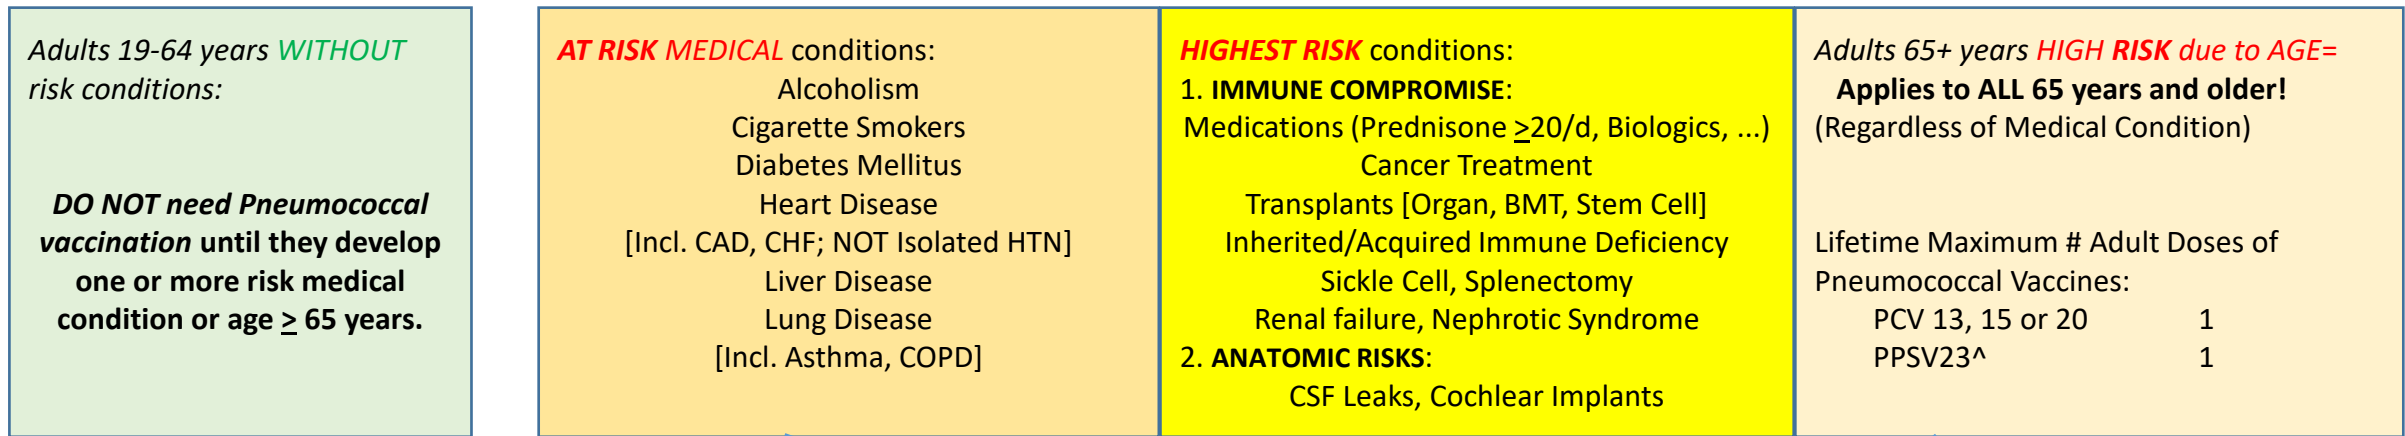 Adults 19-64 years WITHOUT
risk conditions:
DO NOT need Pneumococcal
vaccination until they develop
one or more risk medical
condition or age ≥ 65 years.
AT RISK MEDICAL conditions:
Alcoholism
Cigarette Smokers
Diabetes Mellitus
Heart Disease
[Incl. CAD, CHF; NOT Isolated HTN]
Liver Disease
Lung Disease
[Incl. Asthma, COPD]
HIGHEST RISK conditions:
1. IMMUNE COMPROMISE:
Medications (Prednisone ≥20/d, Biologics, ...)
Cancer Treatment
Transplants [Organ, BMT, Stem Cell]
Inherited/Acquired Immune Deficiency
Sickle Cell, Splenectomy
Renal failure, Nephrotic Syndrome
2. ANATOMIC RISKS:
CSF Leaks, Cochlear Implants
Adults 65+ years HIGH RISK due to AGE=
Applies to ALL 65 years and older!
(Regardless of Medical Condition)
Lifetime Maximum # Adult Doses of
Pneumococcal Vaccines:
PCV 13, 15 or 20 1
PPSV23^ 1